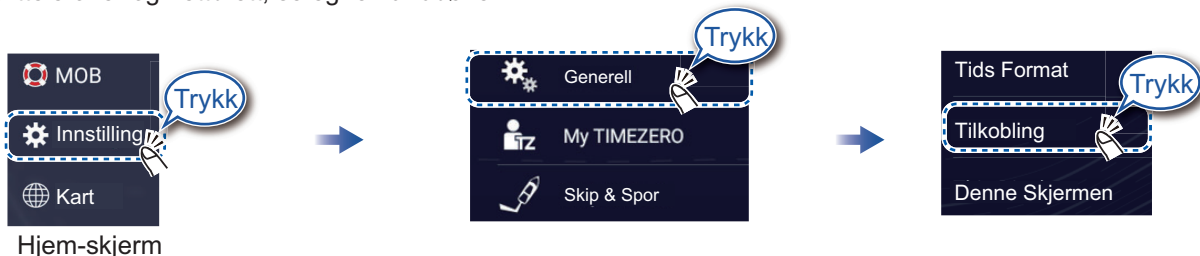 MOB
Innstilling
Kart
Trykk
Hjem-skjerm
Generell
My TIMEZERO
Skip & Spor
Trykk
Tids Format
Tilkobling
Denne Skjermen
Trykk